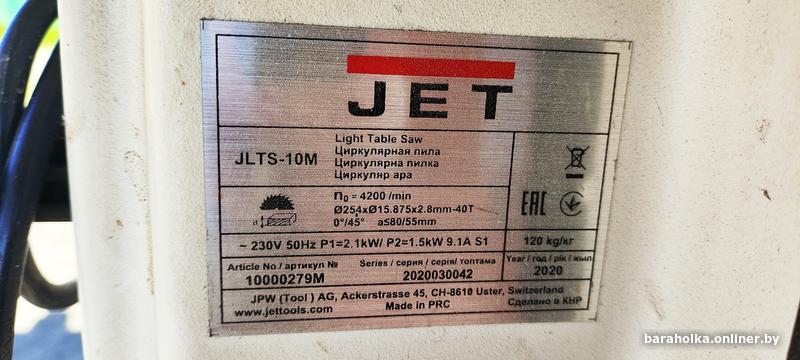 JET
JLTS-10M
Light Table Saw
Циркулярная пила
Циркулярна пилка
Циркуляр ара
n0 = 4200 /min
Ø254xØ15.875x2.8mm-40T
0°/45° a≤80/55mm
a
EAC
~ 230V 50Hz P1=2.1kW/ P2=1.5kW 9.1A S1
120 kg/кг
Article No./ артикул №
10000279M
Series / серия / серія/ топтама
2020030042
Year / год / рік / жыл
2020
JPW (Tool ) AG, Ackerstrasse 45, CH-8610 Uster, Switzerland
www.jettools.com Made in PRC Сделано в КНР
baraholka.onliner.by